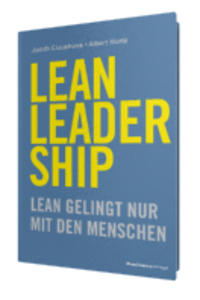 LEAN
LEADER
SHIP
LEAN GELINGT NUR
MIT DEN MENSCHEN